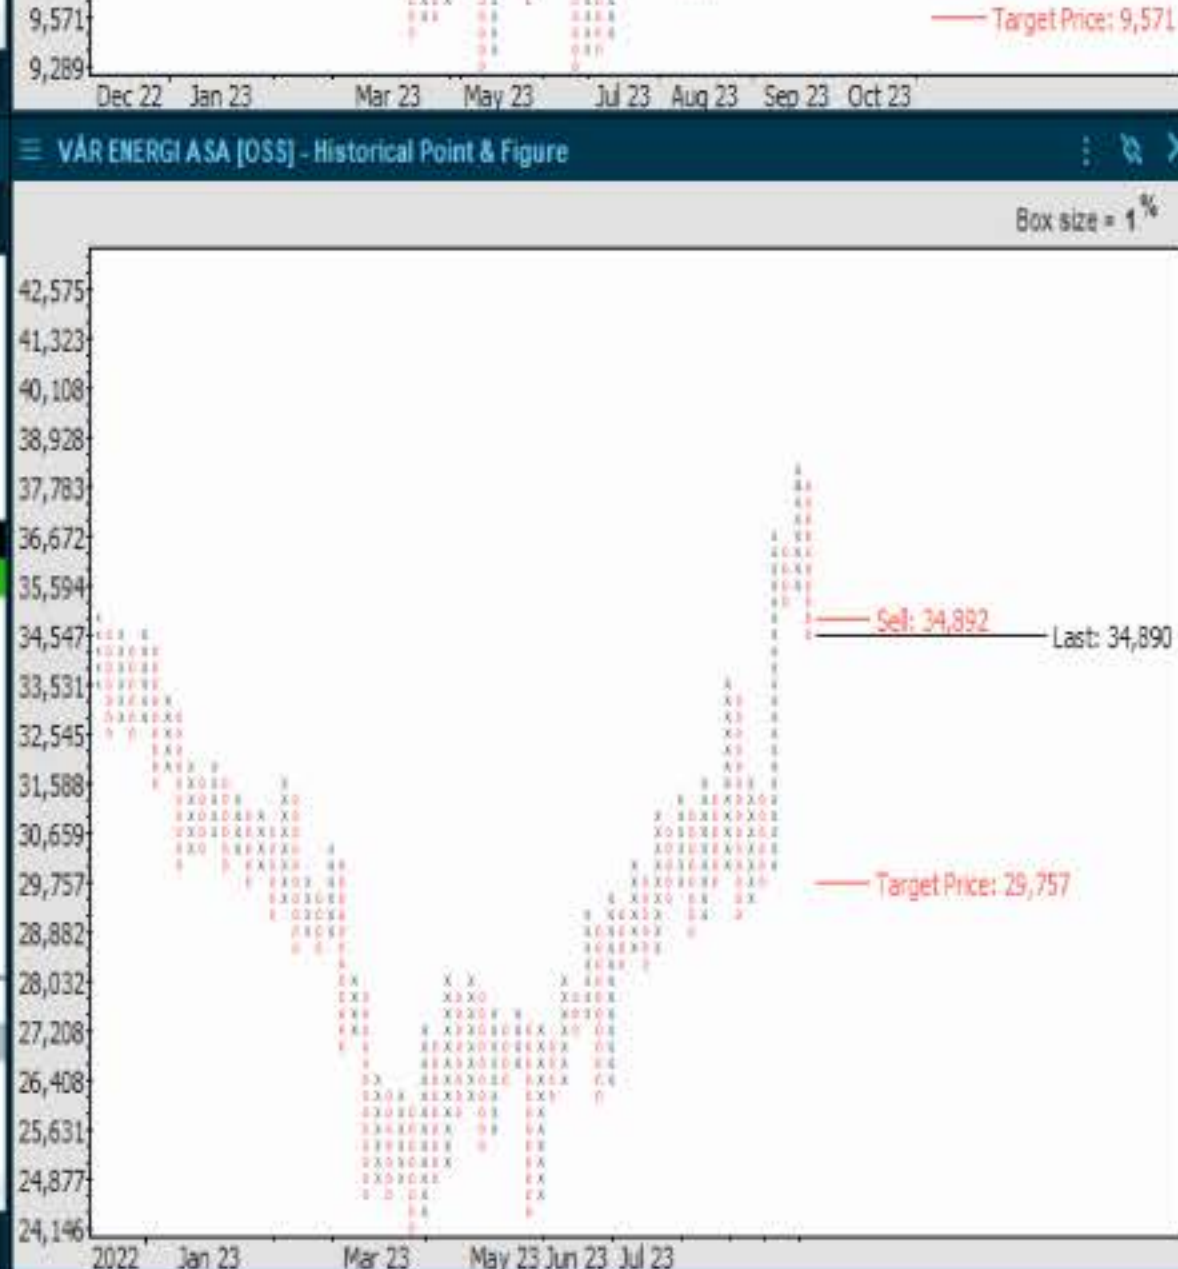 9,571
Target Price: 9,571
9,289
Dec 22 Jan 23 Mar 23 May 23 Jul 23 Aug 23 Sep 23 Oct 23
VÅR ENERGI ASA [OSS] - Historical Point & Figure
Box size = 1 %
42,575
41,323
40,108
38,928
37,783
36,672
35,594
Sell: 34,892
34,547
Last: 34,890
33,531
32,545
31,588
30,659
29,757
Target Price: 29,757
28,882
28,032
27,208
26,408
25,631
24,877
24,146
2022 Jan 23 Mar 23 May 23 Jun 23 Jul 23